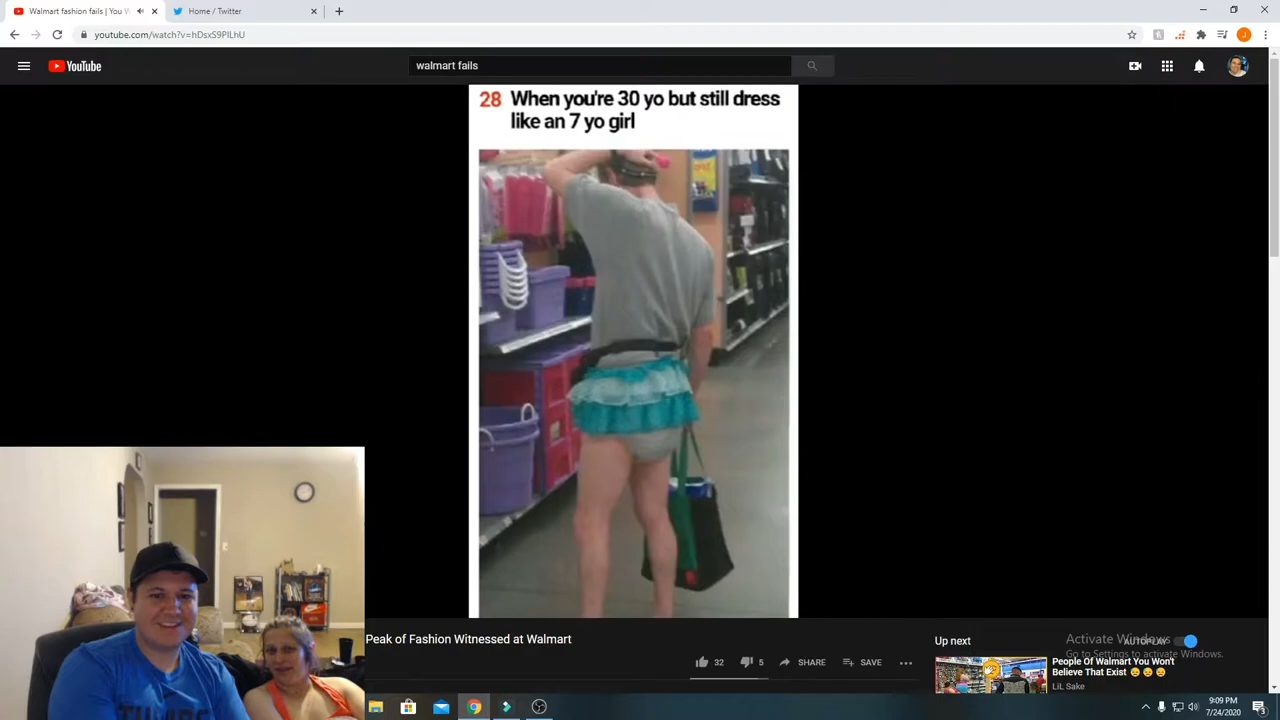 Walmart fashion fails | You W
Home / Twitter
youtube.com/watch?v=hDsxS9PILhU
J
YouTube
walmart fails
28 When you're 30 yo but still dress
like an 7 yo girl
Peak of Fashion Witnessed at Walmart
32
5
SHARE
SAVE
Up next
AUTOPLAY
Activate Windows
Go to Settings to activate Windows.
People Of Walmart You Won't
Believe That Exist
LiL Sake
9:09 PM
7/24/2020
3